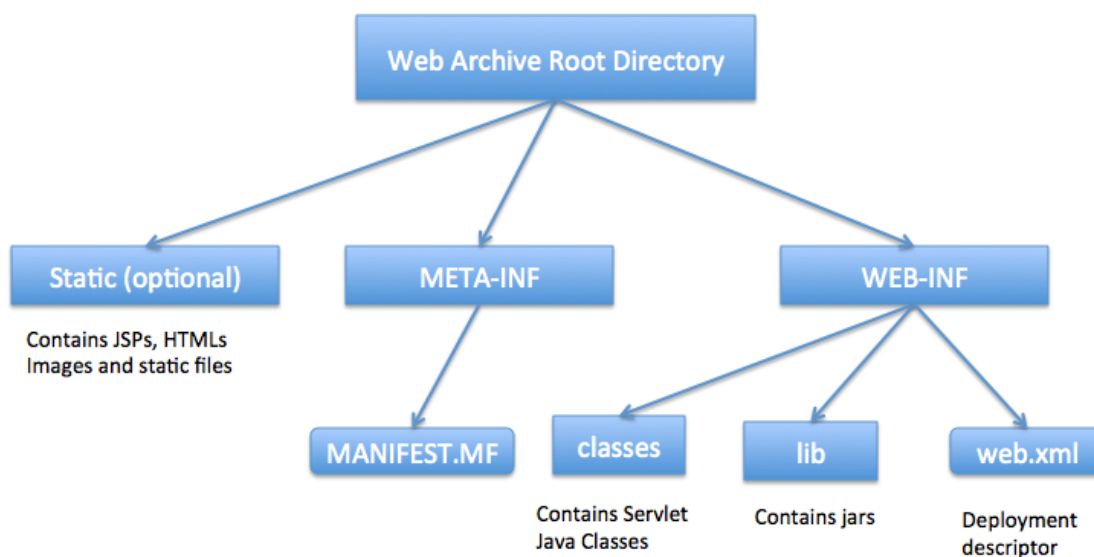 Web Archive Root Directory
Static (optional)
META-INF
WEB-INF
Contains JSPs, HTMLs
Images and static files
MANIFEST.MF
classes
lib
web.xml
Contains Servlet
Java Classes
Contains jars
Deployment
descriptor